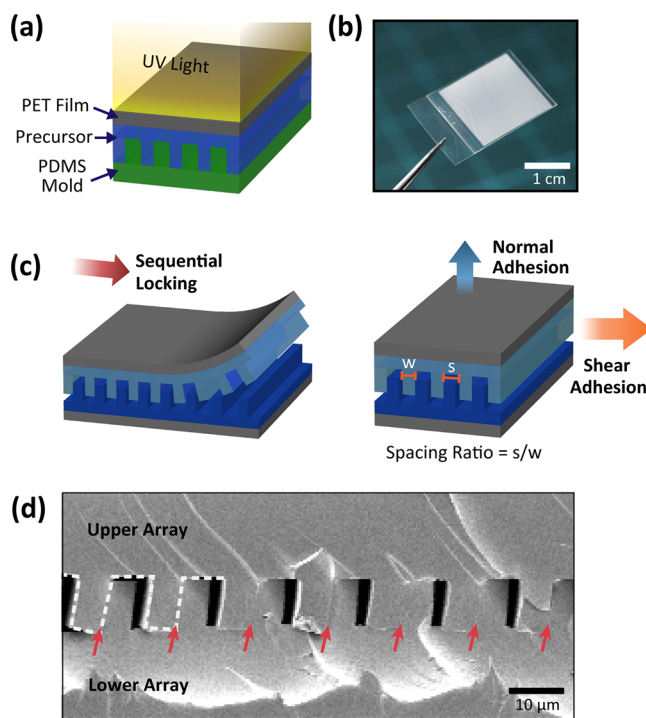 (a)
UV Light
PET Film
Precursor
PDMS
Mold
(b)
1 cm
(c)
Sequential
Locking
Normal
Adhesion
w
s
Shear
Adhesion
Spacing Ratio = s/w
(d)
Upper Array
Lower Array
10 μm